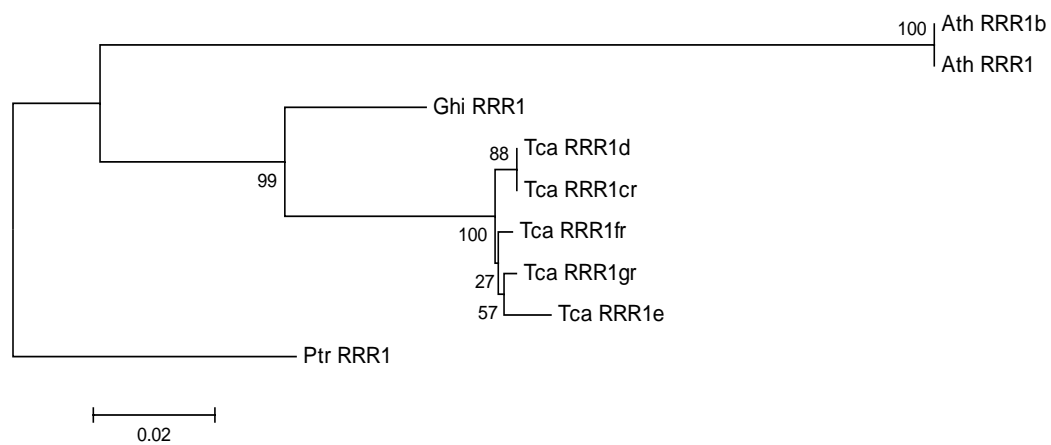 100
Ath RRR1b
Ath RRR1
Ghi RRR1
88
Tca RRR1d
Tca RRR1cr
99
Tca RRR1fr
100
Tca RRR1gr
27
Tca RRR1e
57
Ptr RRR1
0.02